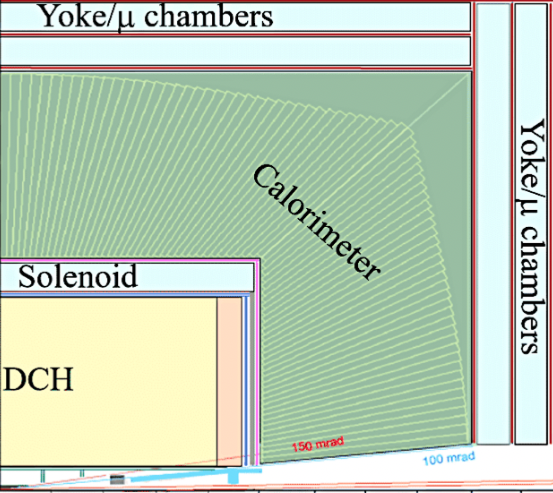 Yoke/μ chambers
Yoke/μ chambers
Calorimeter
Solenoid
DCH
150 mrad
100 mrad